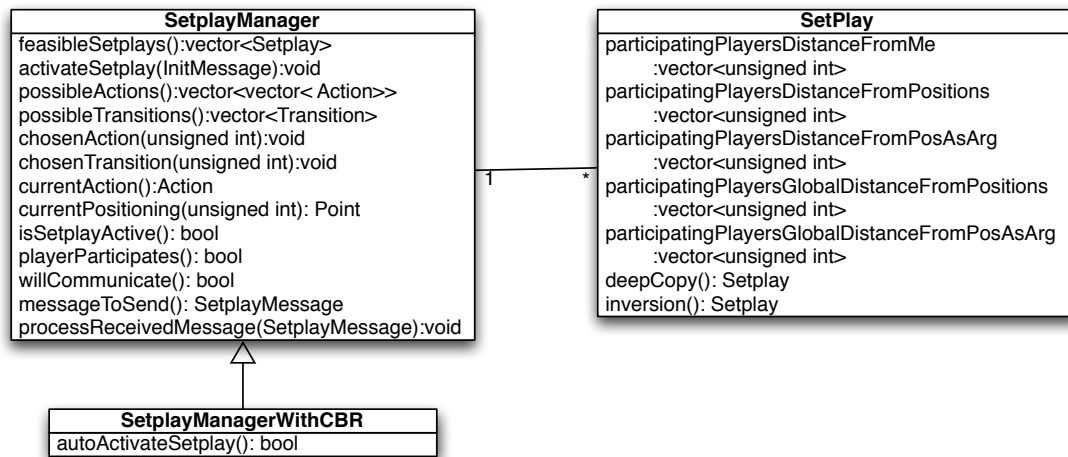 SetplayManager
feasibleSetplays():vector<Setplay>
activateSetplay(InitMessage):void
possibleActions():vector<vector< Action>>
possibleTransitions():vector<Transition>
chosenAction(unsigned int):void
chosenTransition(unsigned int):void
currentAction():Action
currentPositioning(unsigned int): Point
isSetplayActive(): bool
playerParticipates(): bool
willCommunicate(): bool
messageToSend(): SetplayMessage
processReceivedMessage(SetplayMessage):void
1
*
SetPlay
participatingPlayersDistanceFromMe
:vector<unsigned int>
participatingPlayersDistanceFromPositions
:vector<unsigned int>
participatingPlayersDistanceFromPosAsArg
:vector<unsigned int>
participatingPlayersGlobalDistanceFromPositions
:vector<unsigned int>
participatingPlayersGlobalDistanceFromPosAsArg
:vector<unsigned int>
deepCopy(): Setplay
inversion(): Setplay
SetplayManagerWithCBR
autoActivateSetplay(): bool